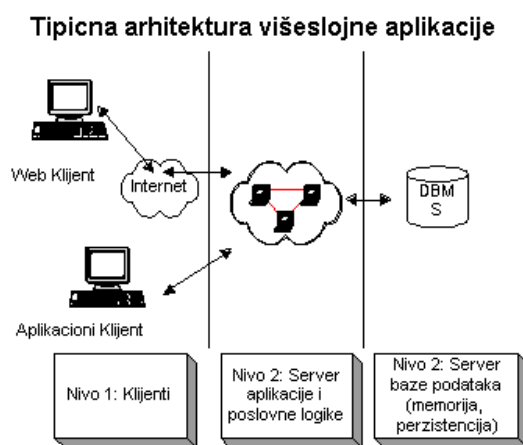 Tipicna arhitektura višeslojne aplikacije
Web Klijent
Internet
DBM
S
Aplikacioni Klijent
Nivo 1: Klijenti
Nivo 2: Server
aplikacije i
poslovne logike
Nivo 2: Server
baze podataka
(memorija,
perzistencija)